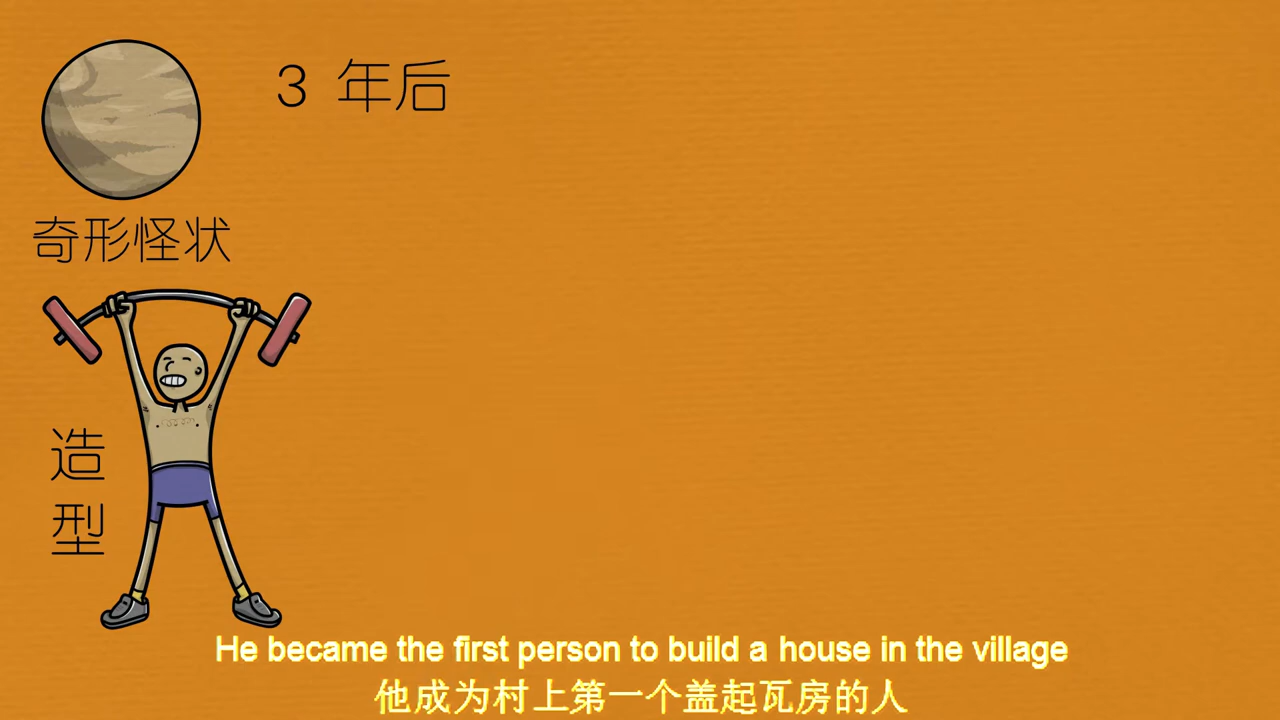 3 年后
奇形怪状
造
型
He became the first person to build a house in the village
他成为村上第一个盖起瓦房的人